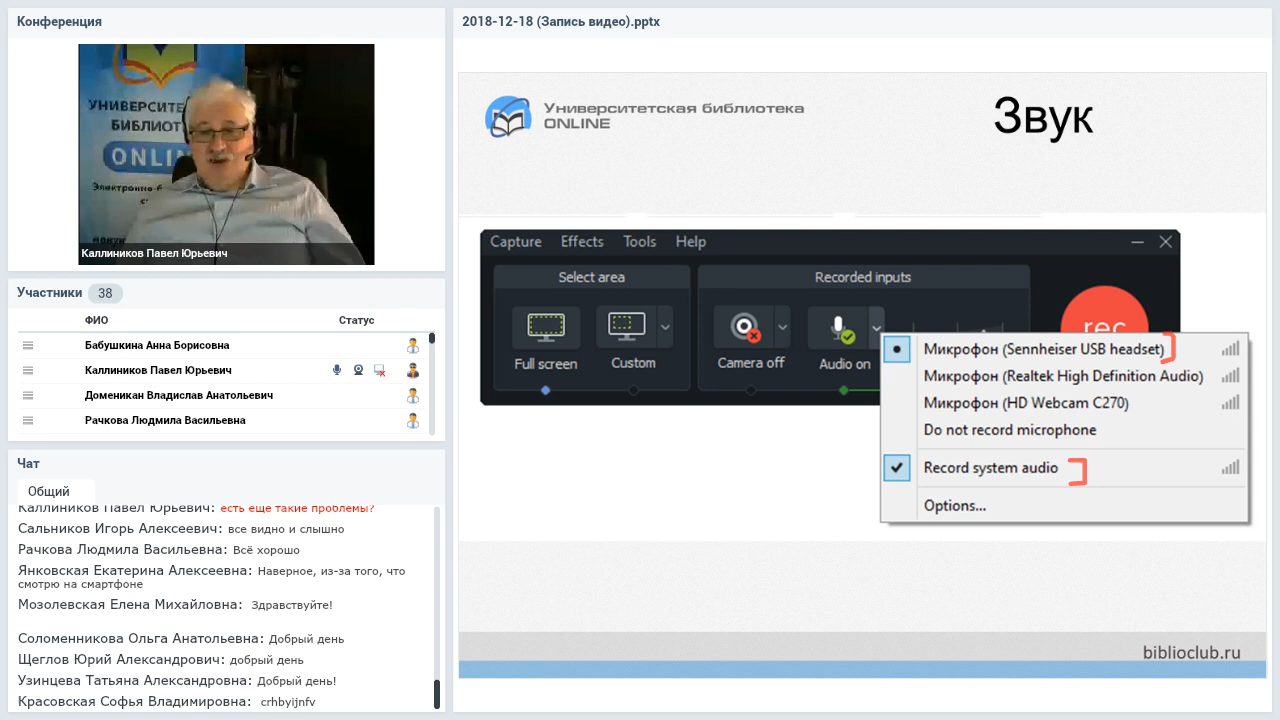 Конференция
УНИВЕРСИТЕ
БИБЛИОТ
ONLIN
Электронно-б
Каллиников Павел Юрьевич
Участники 38
ФИО Статус
Бабушкина Анна Борисовна
Каллиников Павел Юрьевич
Доменикан Владислав Анатольевич
Рачкова Людмила Васильевна
Чат
Общий
Каллиников Павел Юрьевич: есть еще такие проблемы?
Сальников Игорь Алексеевич: все видно и слышно
Рачкова Людмила Васильевна: Всё хорошо
Янковская Екатерина Алексеевна: Наверное, из-за того, что
смотрю на смартфоне
Мозолевская Елена Михайловна: Здравствуйте!
Соломенникова Ольга Анатольевна: Добрый день
Щеглов Юрий Александрович: добрый день
Узинцева Татьяна Александровна: Добрый день!
Красовская Софья Владимировна: crhbyijnfv
2018-12-18 (Запись видео).pptx
Университетская библиотека
ONLINE
Звук
Capture Effects Tools Help
Select area Recorded inputs
rec
Full screen Custom Camera off Audio on
Микрофон (Sennheiser USB headset)
Микрофон (Realtek High Definition Audio)
Микрофон (HD Webcam C270)
Do not record microphone
Record system audio
Options...
biblioclub.ru